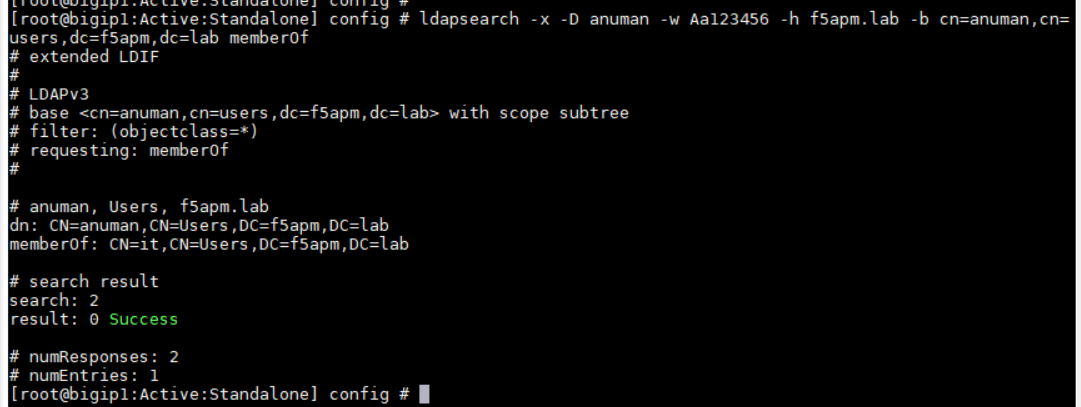 [root@bigip1:Active:Standalone] config #
[root@bigip1:Active:Standalone] config # ldapsearch -x -D anuman -w Aa123456 -h f5apm.lab -b cn=anuman,cn=
users,dc=f5apm,dc=lab memberOf
# extended LDIF
#
# LDAPv3
# base <cn=anuman,cn=users,dc=f5apm,dc=lab> with scope subtree
# filter: (objectclass=*)
# requesting: memberOf
#
# anuman, Users, f5apm.lab
dn: CN=anuman,CN=Users,DC=f5apm,DC=lab
memberOf: CN=it,CN=Users,DC=f5apm,DC=lab
# search result
search: 2
result: 0 Success
# numResponses: 2
# numEntries: 1
[root@bigip1:Active:Standalone] config #